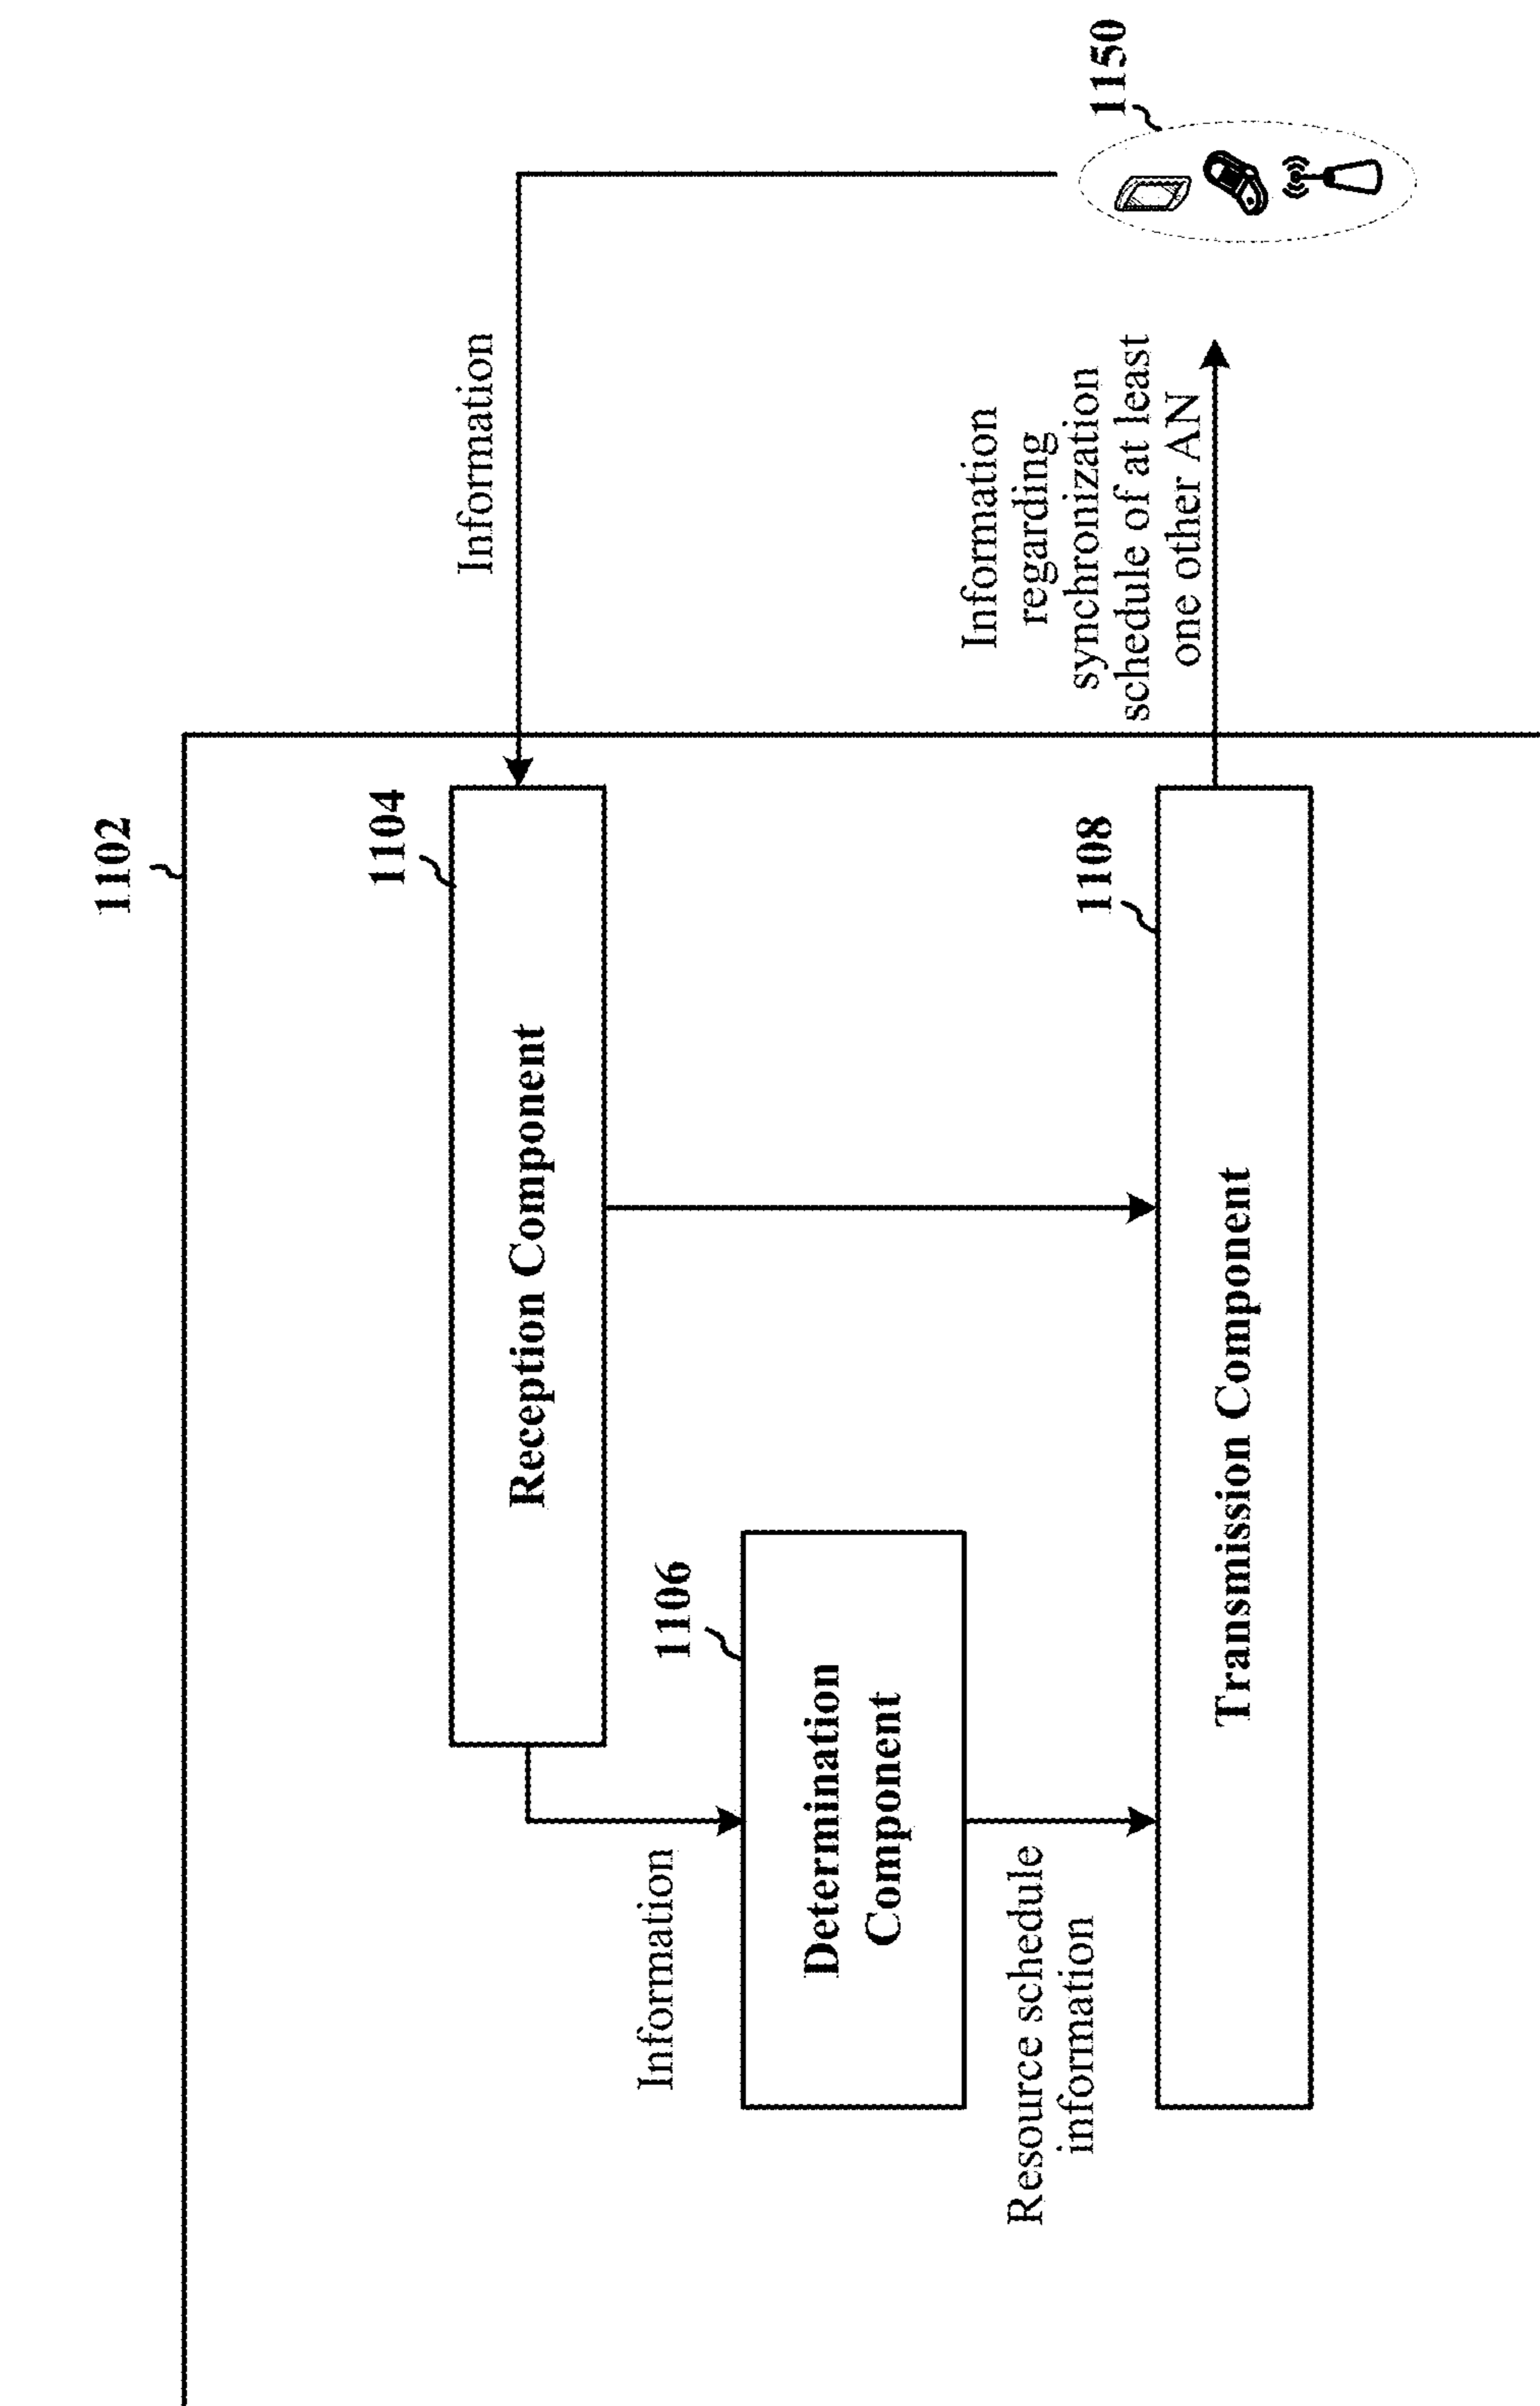 1102
1104
Reception Component
Information
1150
Information
1106
Determination
Component
Resource schedule
information
1108
Transmission Component
Information
regarding
synchronization
schedule of at least
one other AN